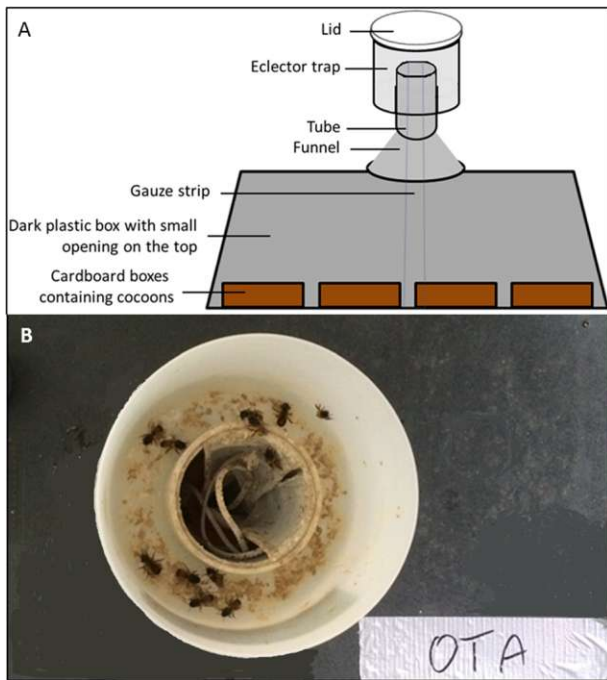 A
Lid
Eclector trap
Tube
Funnel
Gauze strip
Dark plastic box with small
opening on the top
Cardboard boxes
containing cocoons
B
OTA